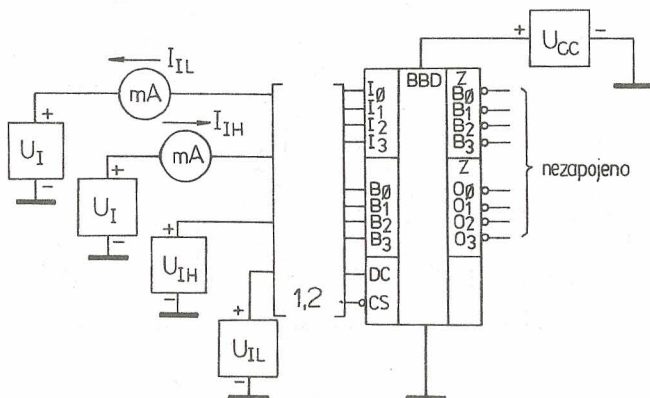 I_IL
mA
+
U_I
−
I_IH
mA
+
U_I
−
+
U_IH
−
+
U_IL
−
1,2
I0
I1
I2
I3
B0
B1
B2
B3
DC
CS
BBD
Z
B0
B1
B2
B3
Z
O0
O1
O2
O3
nezapojeno
+
U_CC
−